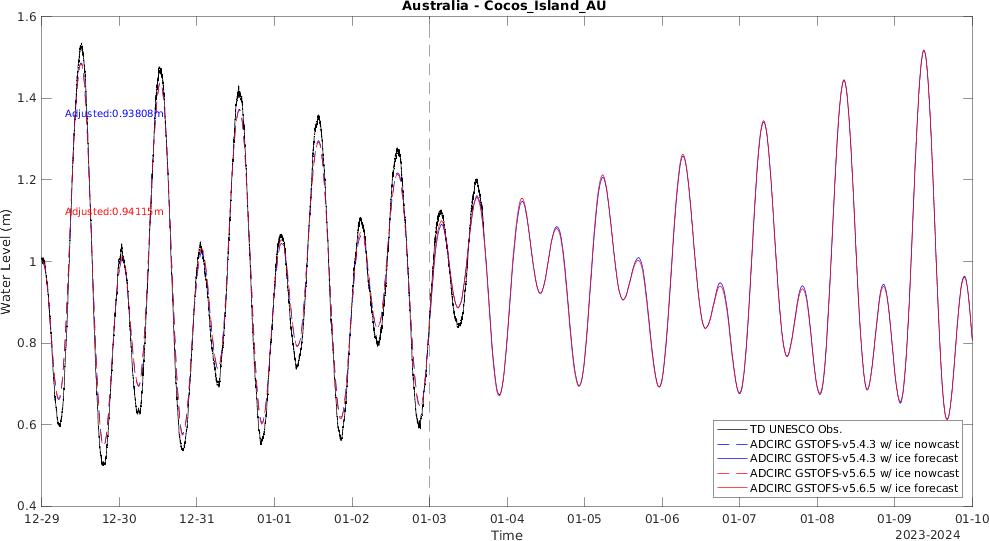 Australia - Cocos_Island_AU
1.6
1.4
1.2
1
0.8
0.6
0.4
Water Level (m)
Adjusted:0.93808m
Adjusted:0.94115m
TD UNESCO Obs.
ADCIRC GSTOFS-v5.4.3 w/ ice nowcast
ADCIRC GSTOFS-v5.4.3 w/ ice forecast
ADCIRC GSTOFS-v5.6.5 w/ ice nowcast
ADCIRC GSTOFS-v5.6.5 w/ ice forecast
12-29 12-30 12-31 01-01 01-02 01-03 01-04 01-05 01-06 01-07 01-08 01-09 01-10
Time
2023-2024